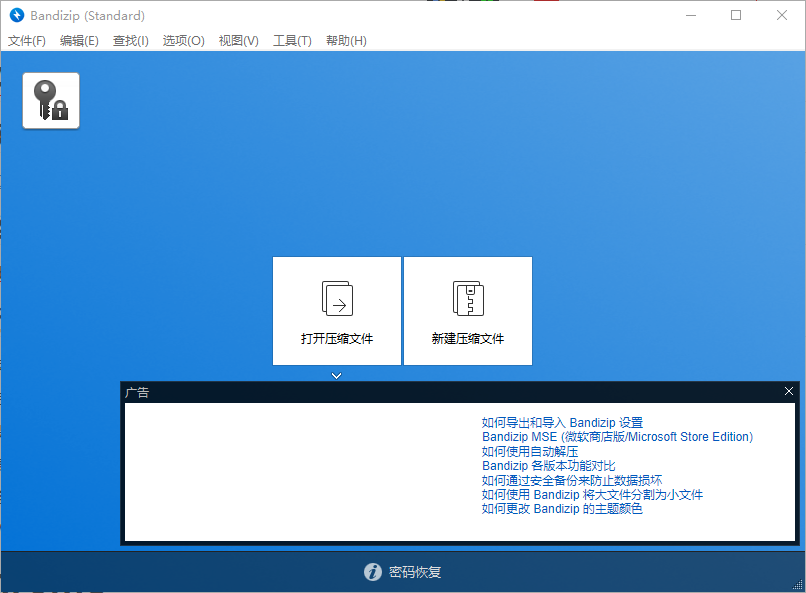 Bandizip (Standard)
文件(F) 编辑(E) 查找(I) 选项(O) 视图(V) 工具(T) 帮助(H)
打开压缩文件 新建压缩文件
广告
如何导出和导入 Bandizip 设置
Bandizip MSE (微软商店版/Microsoft Store Edition)
如何使用自动解压
Bandizip 各版本功能对比
如何通过安全备份来防止数据损坏
如何使用 Bandizip 将大文件分割为小文件
如何更改 Bandizip 的主题颜色
密码恢复